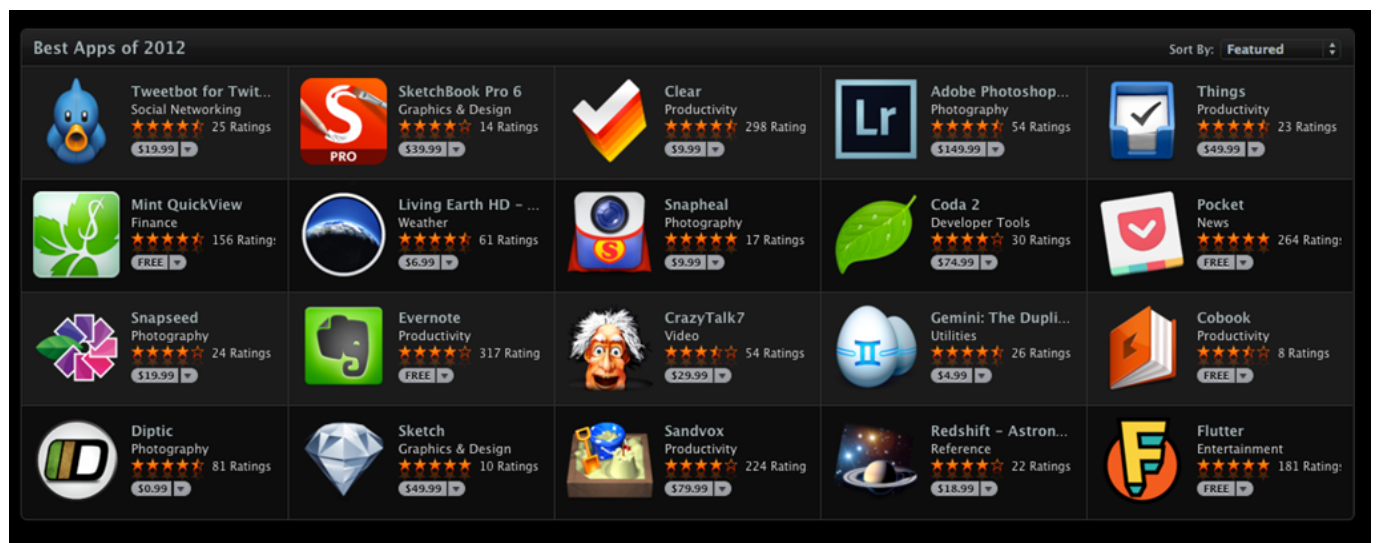 Best Apps of 2012
Sort By: Featured
Tweetbot for Twit...
Social Networking
25 Ratings
$19.99
SketchBook Pro 6
Graphics & Design
14 Ratings
$39.99
PRO
Clear
Productivity
298 Rating
$9.99
Lr
Adobe Photoshop...
Photography
54 Ratings
$149.99
Things
Productivity
23 Ratings
$49.99
Mint QuickView
Finance
156 Ratings
FREE
Living Earth HD - ...
Weather
61 Ratings
$6.99
S
Snapheal
Photography
17 Ratings
$9.99
Coda 2
Developer Tools
30 Ratings
$74.99
Pocket
News
264 Ratings
FREE
Snapseed
Photography
24 Ratings
$19.99
Evernote
Productivity
317 Rating
FREE
CrazyTalk7
Video
54 Ratings
$29.99
Gemini: The Dupli...
Utilities
26 Ratings
$4.99
Cobook
Productivity
8 Ratings
FREE
D
Diptic
Photography
81 Ratings
$0.99
Sketch
Graphics & Design
10 Ratings
$49.99
Sandvox
Productivity
224 Rating
$79.99
Redshift - Astron...
Reference
22 Ratings
$18.99
F
Flutter
Entertainment
181 Ratings
FREE